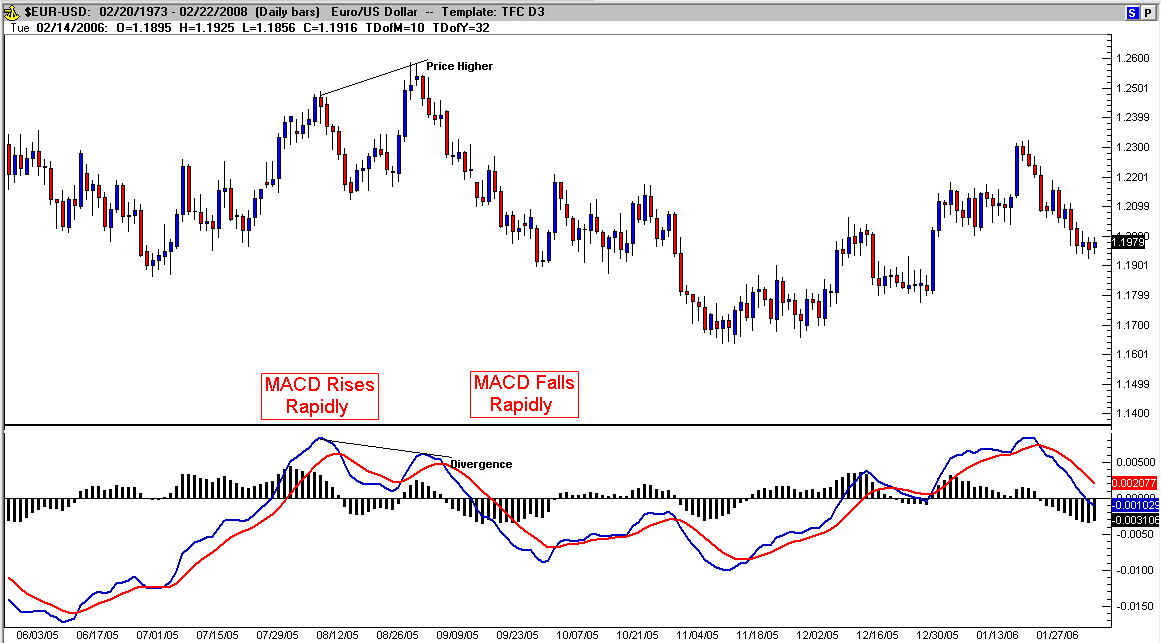 $EUR-USD: 02/20/1973 - 02/22/2008 (Daily bars) Euro/US Dollar -- Template: TFC D3
S P
Tue 02/14/2006: O=1.1895 H=1.1925 L=1.1856 C=1.1916 TDofM=10 TDofY=32
Price Higher
1.2600
1.2501
1.2399
1.2300
1.2201
1.2099
1.1979
1.1901
1.1799
1.1700
1.1601
1.1499
1.1400
MACD Rises
Rapidly
MACD Falls
Rapidly
Divergence
0.00500
0.002077
-0.001029
-0.003106
-0.0050
-0.0100
-0.0150
06/03/05 06/17/05 07/01/05 07/15/05 07/29/05 08/12/05 08/26/05 09/09/05 09/23/05 10/07/05 10/21/05 11/04/05 11/18/05 12/02/05 12/16/05 12/30/05 01/13/06 01/27/06